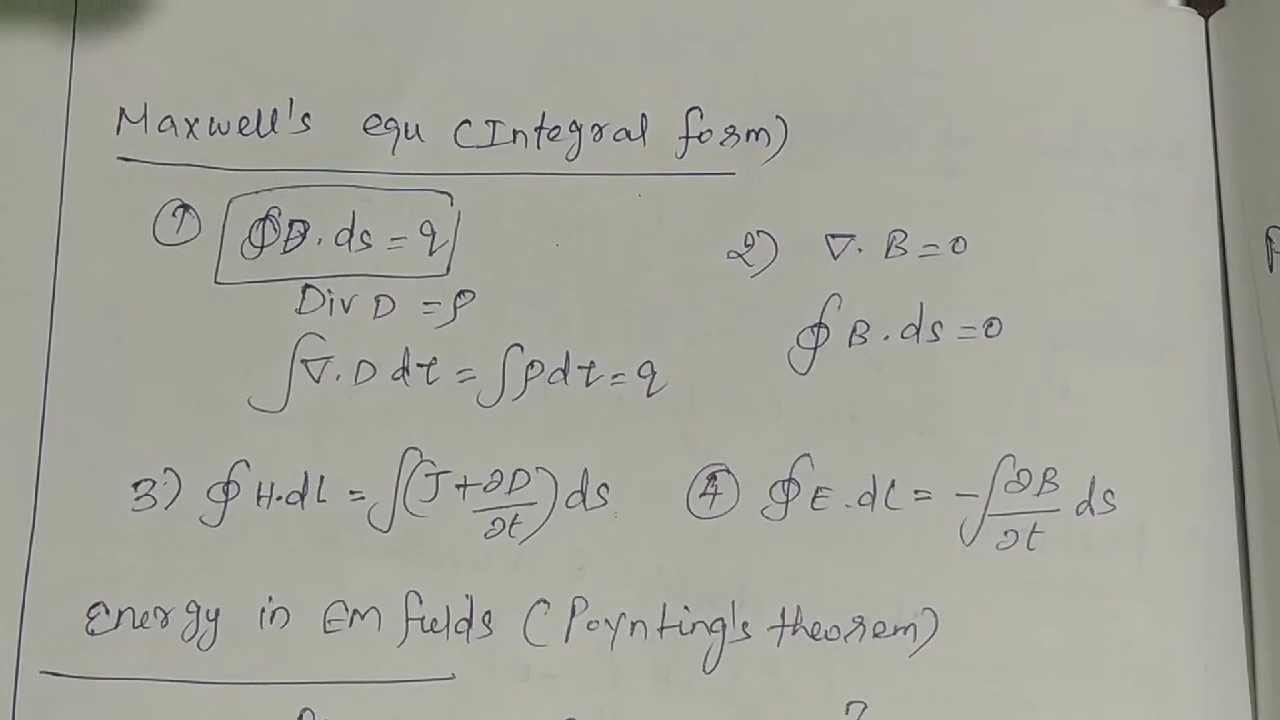 Maxwell's equ (Integral form)
① ∮D.ds = q
Div D = ρ
∫∇.D dτ = ∫ρdτ = q
2) ∇. B = 0
∮B.ds = 0
3) ∮H.dl = ∫(J + ∂D/∂t) ds
④ ∮E.dl = -∫∂B/∂t ds
Energy in EM fields (Poynting's theorem)